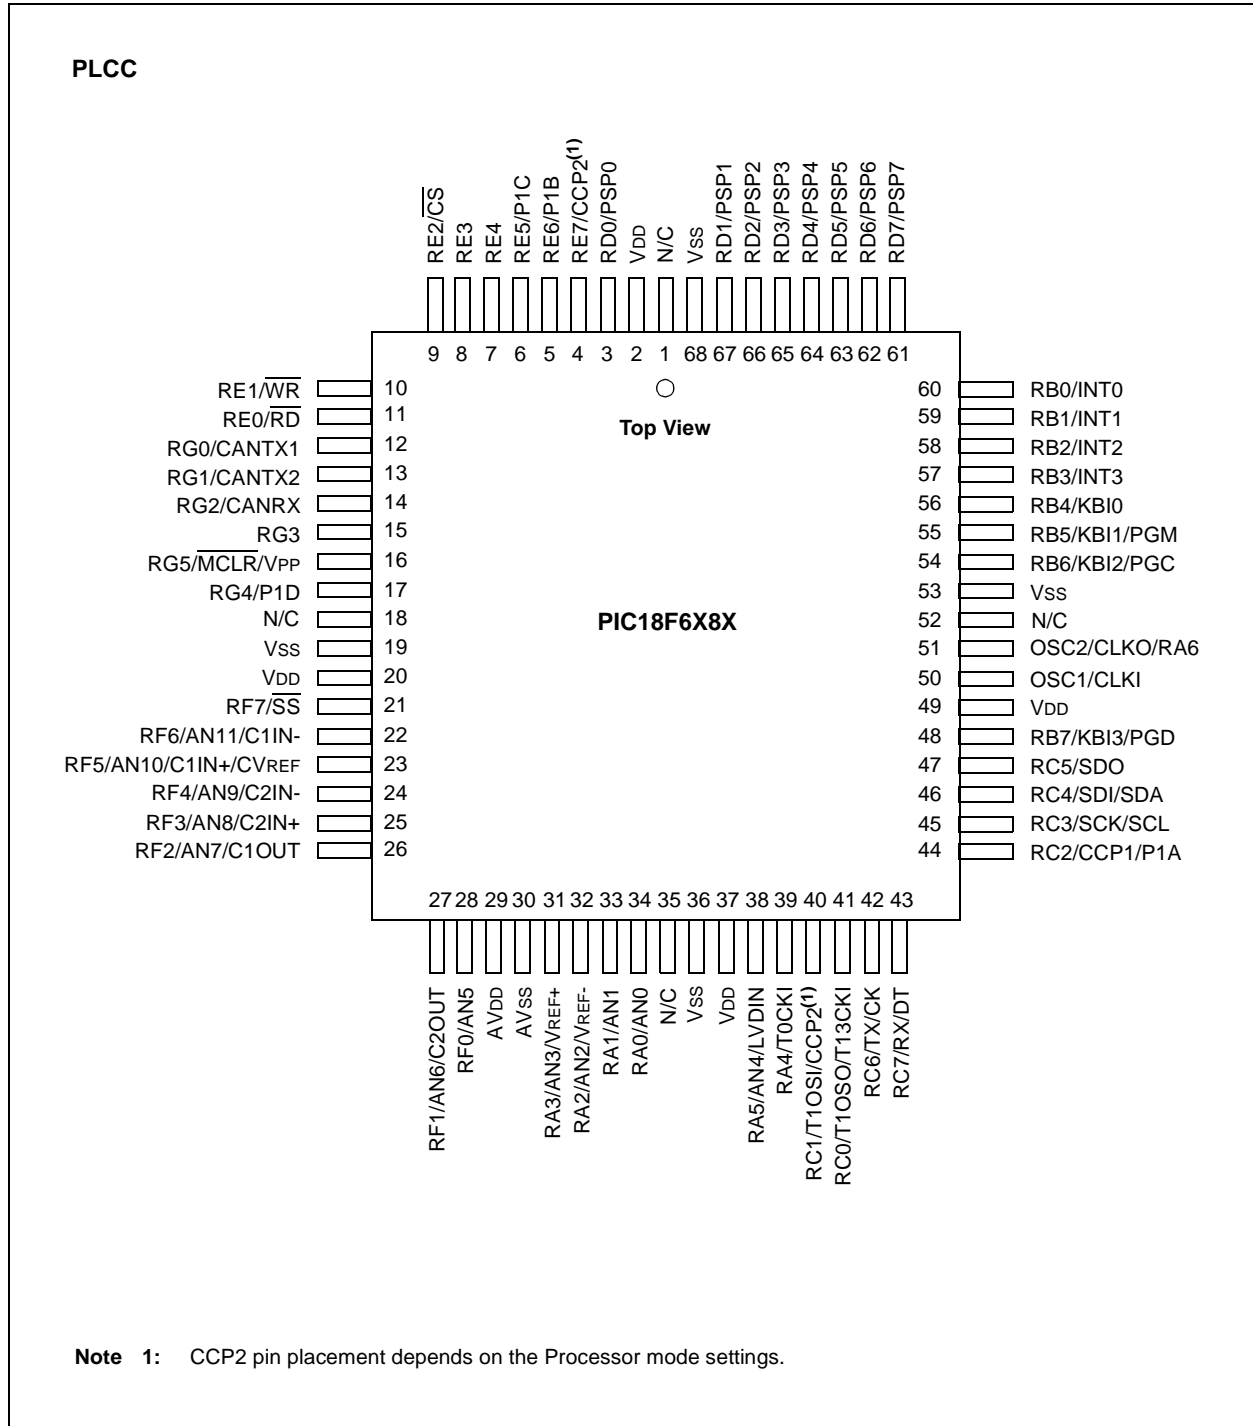 PLCC
RE2/CS
RE3
RE4
RE5/P1C
RE6/P1B
RE7/CCP2(1)
RD0/PSP0
VDD
N/C
VSS
RD1/PSP1
RD2/PSP2
RD3/PSP3
RD4/PSP4
RD5/PSP5
RD6/PSP6
RD7/PSP7
9 8 7 6 5 4 3 2 1 68 67 66 65 64 63 62 61
RE1/WR 10
RE0/RD 11
RG0/CANTX1 12
RG1/CANTX2 13
RG2/CANRX 14
RG3 15
RG5/MCLR/VPP 16
RG4/P1D 17
N/C 18
VSS 19
VDD 20
RF7/SS 21
RF6/AN11/C1IN- 22
RF5/AN10/C1IN+/CVREF 23
RF4/AN9/C2IN- 24
RF3/AN8/C2IN+ 25
RF2/AN7/C1OUT 26
Top View
PIC18F6X8X
60 RB0/INT0
59 RB1/INT1
58 RB2/INT2
57 RB3/INT3
56 RB4/KBI0
55 RB5/KBI1/PGM
54 RB6/KBI2/PGC
53 VSS
52 N/C
51 OSC2/CLKO/RA6
50 OSC1/CLKI
49 VDD
48 RB7/KBI3/PGD
47 RC5/SDO
46 RC4/SDI/SDA
45 RC3/SCK/SCL
44 RC2/CCP1/P1A
27 28 29 30 31 32 33 34 35 36 37 38 39 40 41 42 43
RF1/AN6/C2OUT
RF0/AN5
AVDD
AVSS
RA3/AN3/VREF+
RA2/AN2/VREF-
RA1/AN1
RA0/AN0
N/C
VSS
VDD
RA5/AN4/LVDIN
RA4/T0CKI
RC1/T1OSI/CCP2(1)
RC0/T1OSO/T13CKI
RC6/TX/CK
RC7/RX/DT
Note 1: CCP2 pin placement depends on the Processor mode settings.